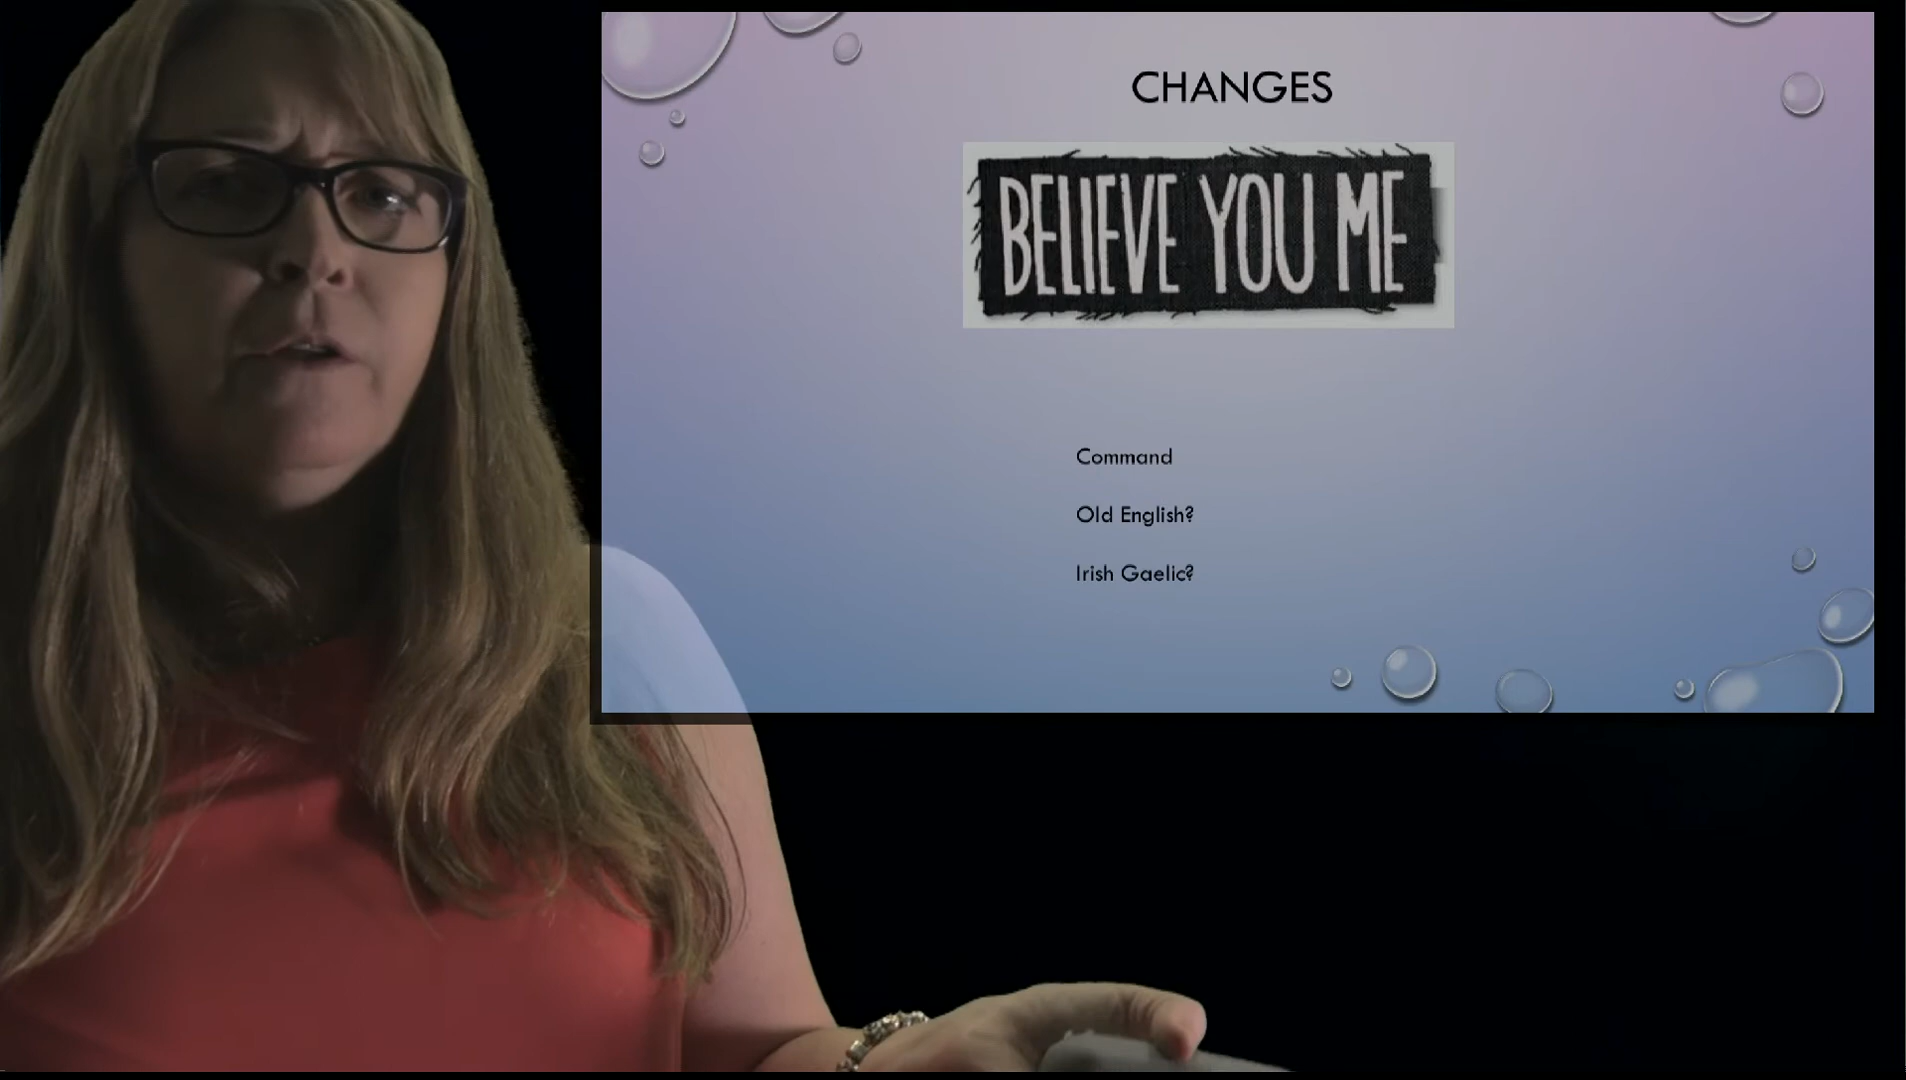 CHANGES
BELIEVE YOU ME
Command
Old English?
Irish Gaelic?